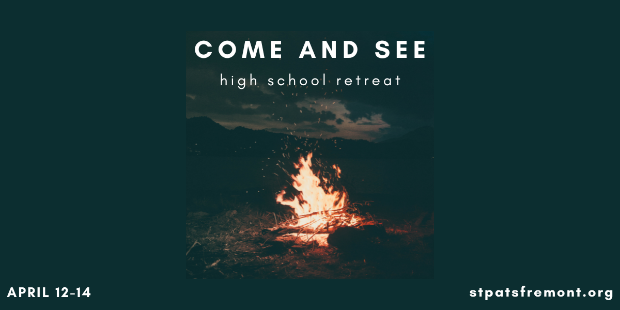 COME AND SEE
high school retreat
APRIL 12-14
stpatsfremont.org